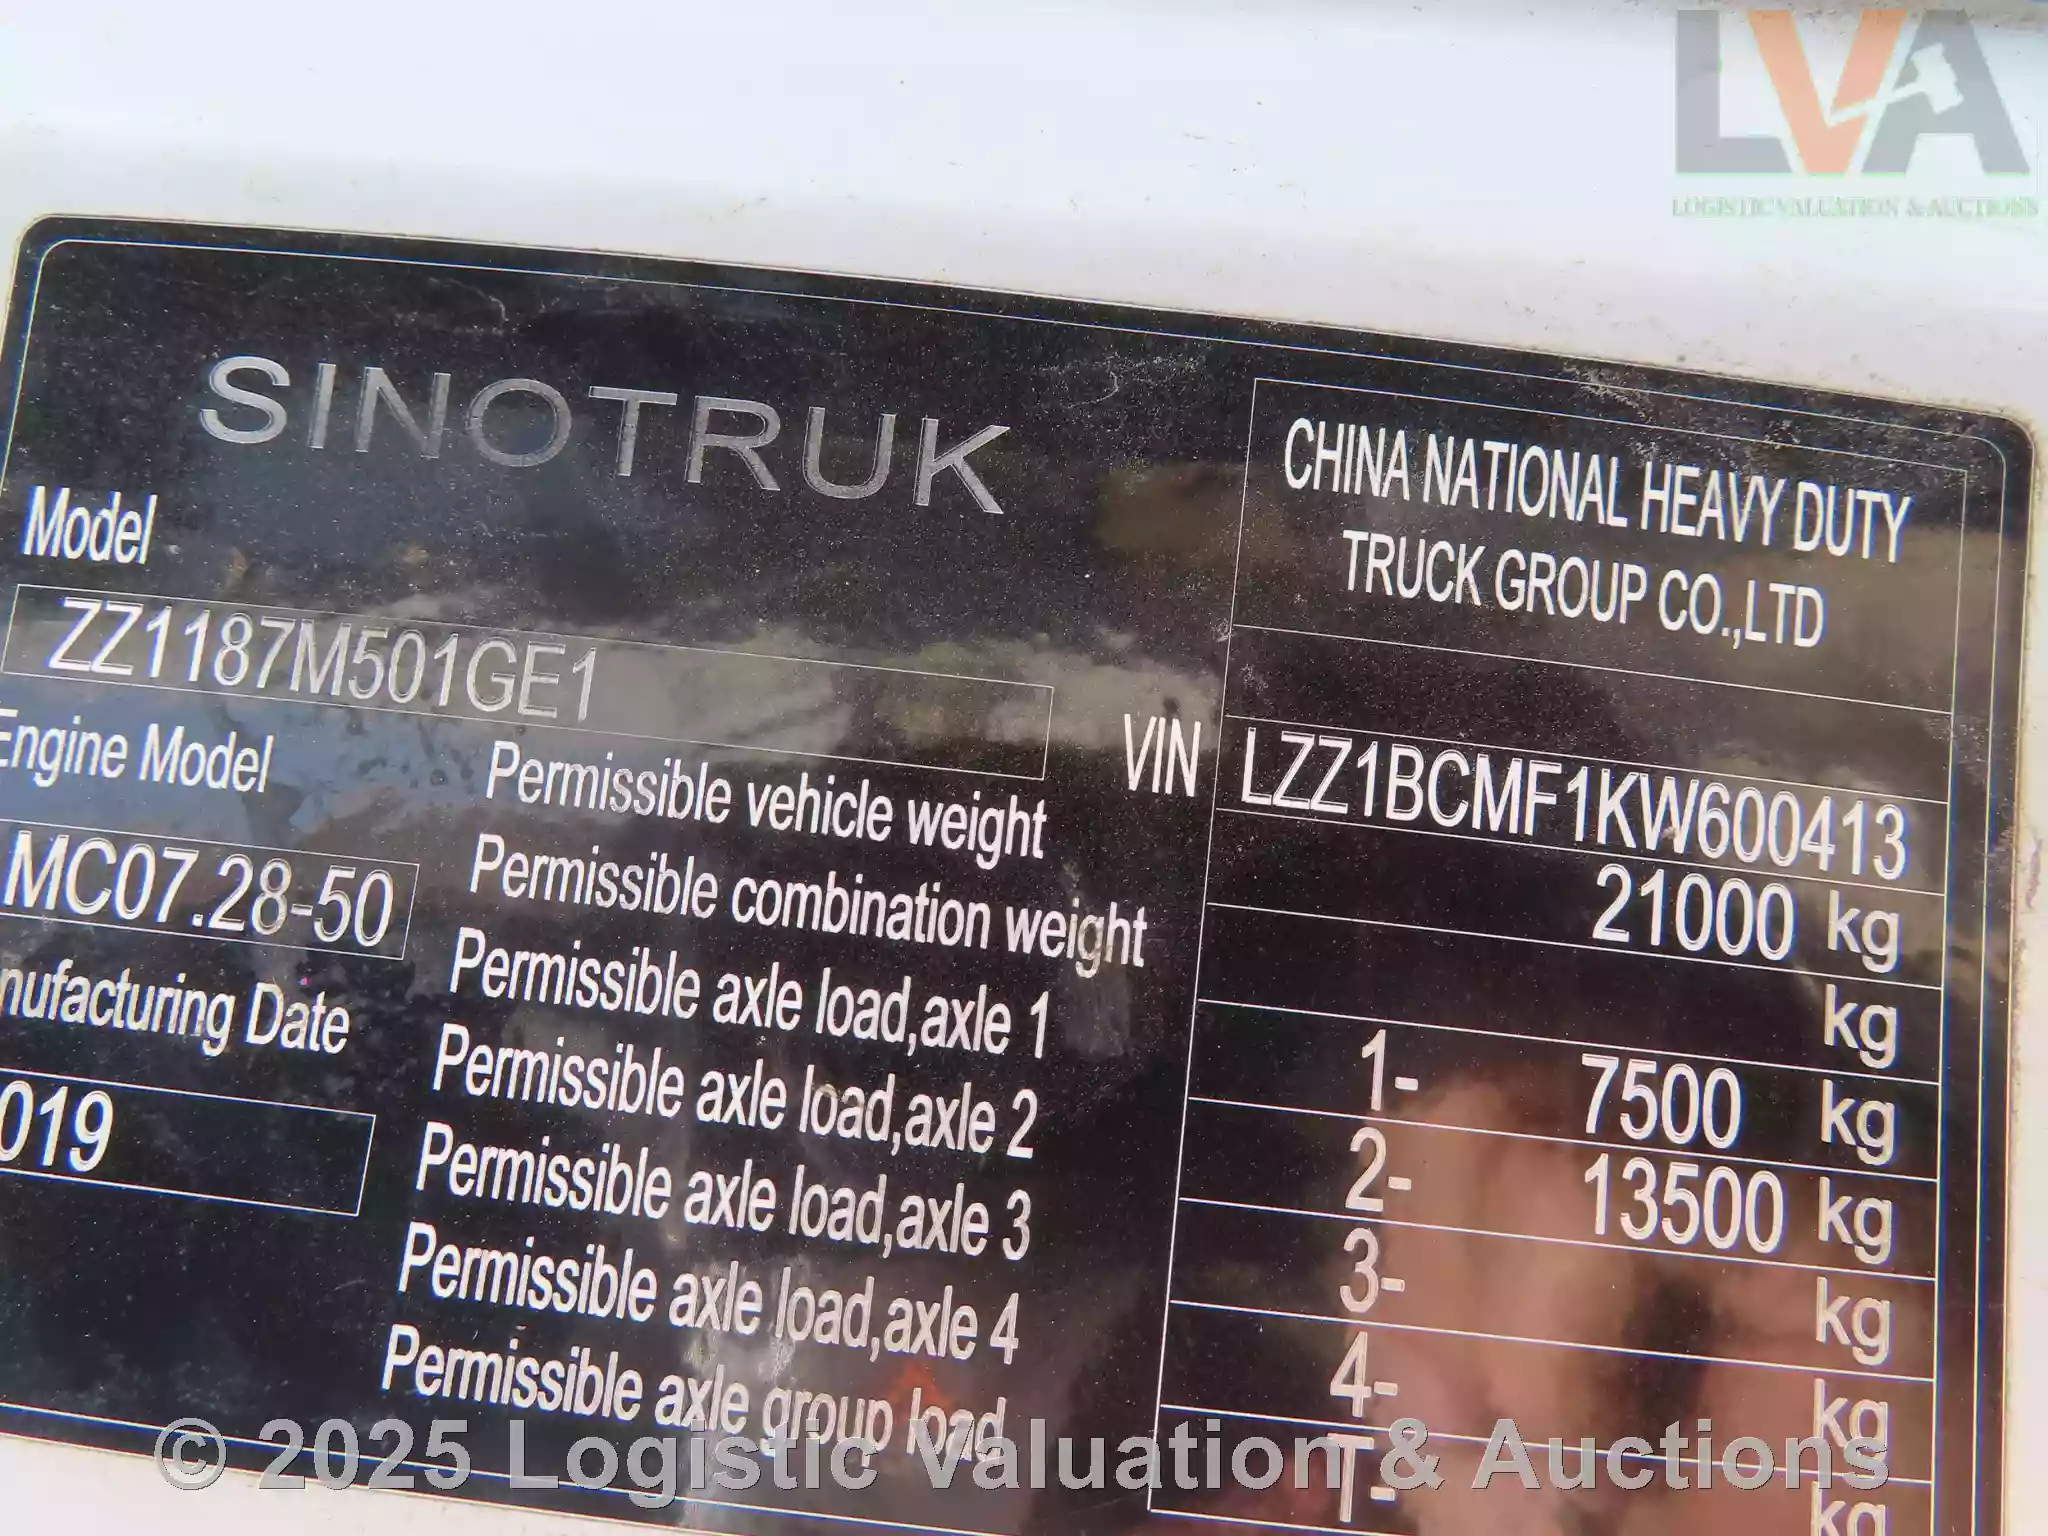 LVA
LOGISTIC VALUATION & AUCTIONS
SINOTRUK
CHINA NATIONAL HEAVY DUTY
TRUCK GROUP CO.,LTD
Model
ZZ1187M501GE1
VIN LZZ1BCMF1KW600413
Engine Model
MC07.28-50
nufacturing Date
019
Permissible vehicle weight 21000 kg
Permissible combination weight kg
Permissible axle load,axle 1 1- 7500 kg
Permissible axle load,axle 2 2- 13500 kg
Permissible axle load,axle 3 3- kg
Permissible axle load,axle 4 4- kg
Permissible axle group load T- kg
© 2025 Logistic Valuation & Auctions